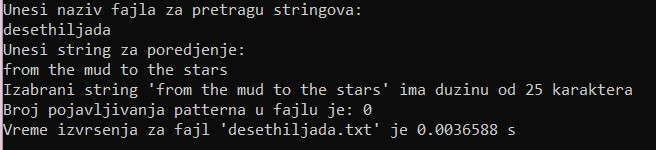 Unesi naziv fajla za pretragu stringova:
desethiljada
Unesi string za poredjenje:
from the mud to the stars
Izabrani string 'from the mud to the stars' ima duzinu od 25 karaktera
Broj pojavljivanja patterna u fajlu je: 0
Vreme izvrsenja za fajl 'desethiljada.txt' je 0.0036588 s